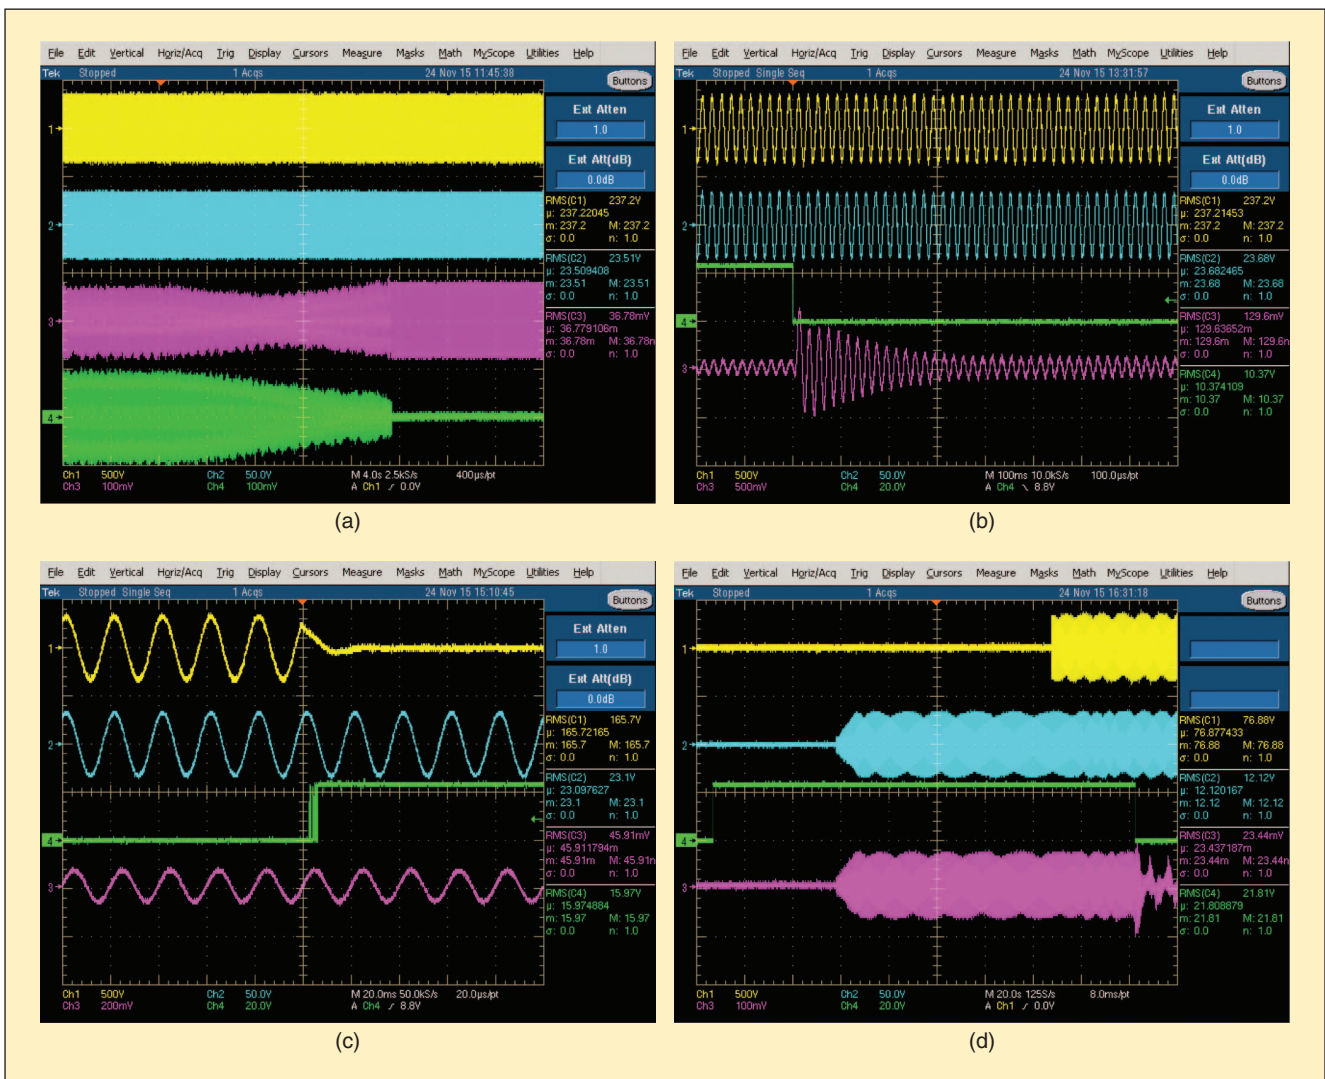 File Edit Vertical Horiz/Acq Trig Display Cursors Measure Masks Math MyScope Utilities Help
Tek Stopped 1 Acqs 24 Nov 15 11:45:38
Buttons
Ext Atten
1.0
Ext Att(dB)
0.0dB
1
2
3
4
RMS(C1) 237.2V
µ: 237.22045
m: 237.2 M: 237.2
σ: 0.0 n: 1.0
RMS(C2) 23.51V
µ: 23.509408
m: 23.51 M: 23.51
σ: 0.0 n: 1.0
RMS(C3) 36.78mV
µ: 36.779106m
m: 36.78m M: 36.78m
σ: 0.0 n: 1.0
Ch1 500V Ch2 50.0V M 4.0s 2.5kS/s 400µs/pt
Ch3 100mV Ch4 100mV A Ch1 / 0.0V
(a)
File Edit Vertical Horiz/Acq Trig Display Cursors Measure Masks Math MyScope Utilities Help
Tek Stopped Single Seq 1 Acqs 24 Nov 15 13:31:57
Buttons
Ext Atten
1.0
Ext Att(dB)
0.0dB
1
2
4
3
RMS(C1) 237.2V
µ: 237.21453
m: 237.2 M: 237.2
σ: 0.0 n: 1.0
RMS(C2) 23.68V
µ: 23.682465
m: 23.68 M: 23.68
σ: 0.0 n: 1.0
RMS(C3) 129.6mV
µ: 129.63652m
m: 129.6m M: 129.6m
σ: 0.0 n: 1.0
RMS(C4) 10.37V
µ: 10.374109
m: 10.37 M: 10.37
σ: 0.0 n: 1.0
Ch1 500V Ch2 50.0V M 100ms 10.0kS/s 100.0µs/pt
Ch3 500mV Ch4 20.0V A Ch4 \ 8.8V
(b)
File Edit Vertical Horiz/Acq Trig Display Cursors Measure Masks Math MyScope Utilities Help
Tek Stopped Single Seq 1 Acqs 24 Nov 15 15:10:45
Buttons
Ext Atten
1.0
Ext Att(dB)
0.0dB
1
2
4
3
RMS(C1) 165.7V
µ: 165.72165
m: 165.7 M: 165.7
σ: 0.0 n: 1.0
RMS(C2) 23.1V
µ: 23.097627
m: 23.1 M: 23.1
σ: 0.0 n: 1.0
RMS(C3) 45.91mV
µ: 45.911794m
m: 45.91m M: 45.91m
σ: 0.0 n: 1.0
RMS(C4) 15.97V
µ: 15.974884
m: 15.97 M: 15.97
σ: 0.0 n: 1.0
Ch1 500V Ch2 50.0V M 20.0ms 50.0kS/s 20.0µs/pt
Ch3 200mV Ch4 20.0V A Ch4 / 8.8V
(c)
File Edit Vertical Horiz/Acq Trig Display Cursors Measure Masks Math MyScope Utilities Help
Tek Stopped 1 Acqs 24 Nov 15 16:31:18
Buttons
1
2
4
3
RMS(C1) 76.88V
µ: 76.877433
m: 76.88 M: 76.88
σ: 0.0 n: 1.0
RMS(C2) 12.12V
µ: 12.120167
m: 12.12 M: 12.12
σ: 0.0 n: 1.0
RMS(C3) 23.44mV
µ: 23.437187m
m: 23.44m M: 23.44m
σ: 0.0 n: 1.0
RMS(C4) 21.81V
µ: 21.808879
m: 21.81 M: 21.81
σ: 0.0 n: 1.0
Ch1 500V Ch2 50.0V M 20.0s 125S/s 8.0ms/pt
Ch3 100mV Ch4 20.0V A Ch1 / 0.0V
(d)